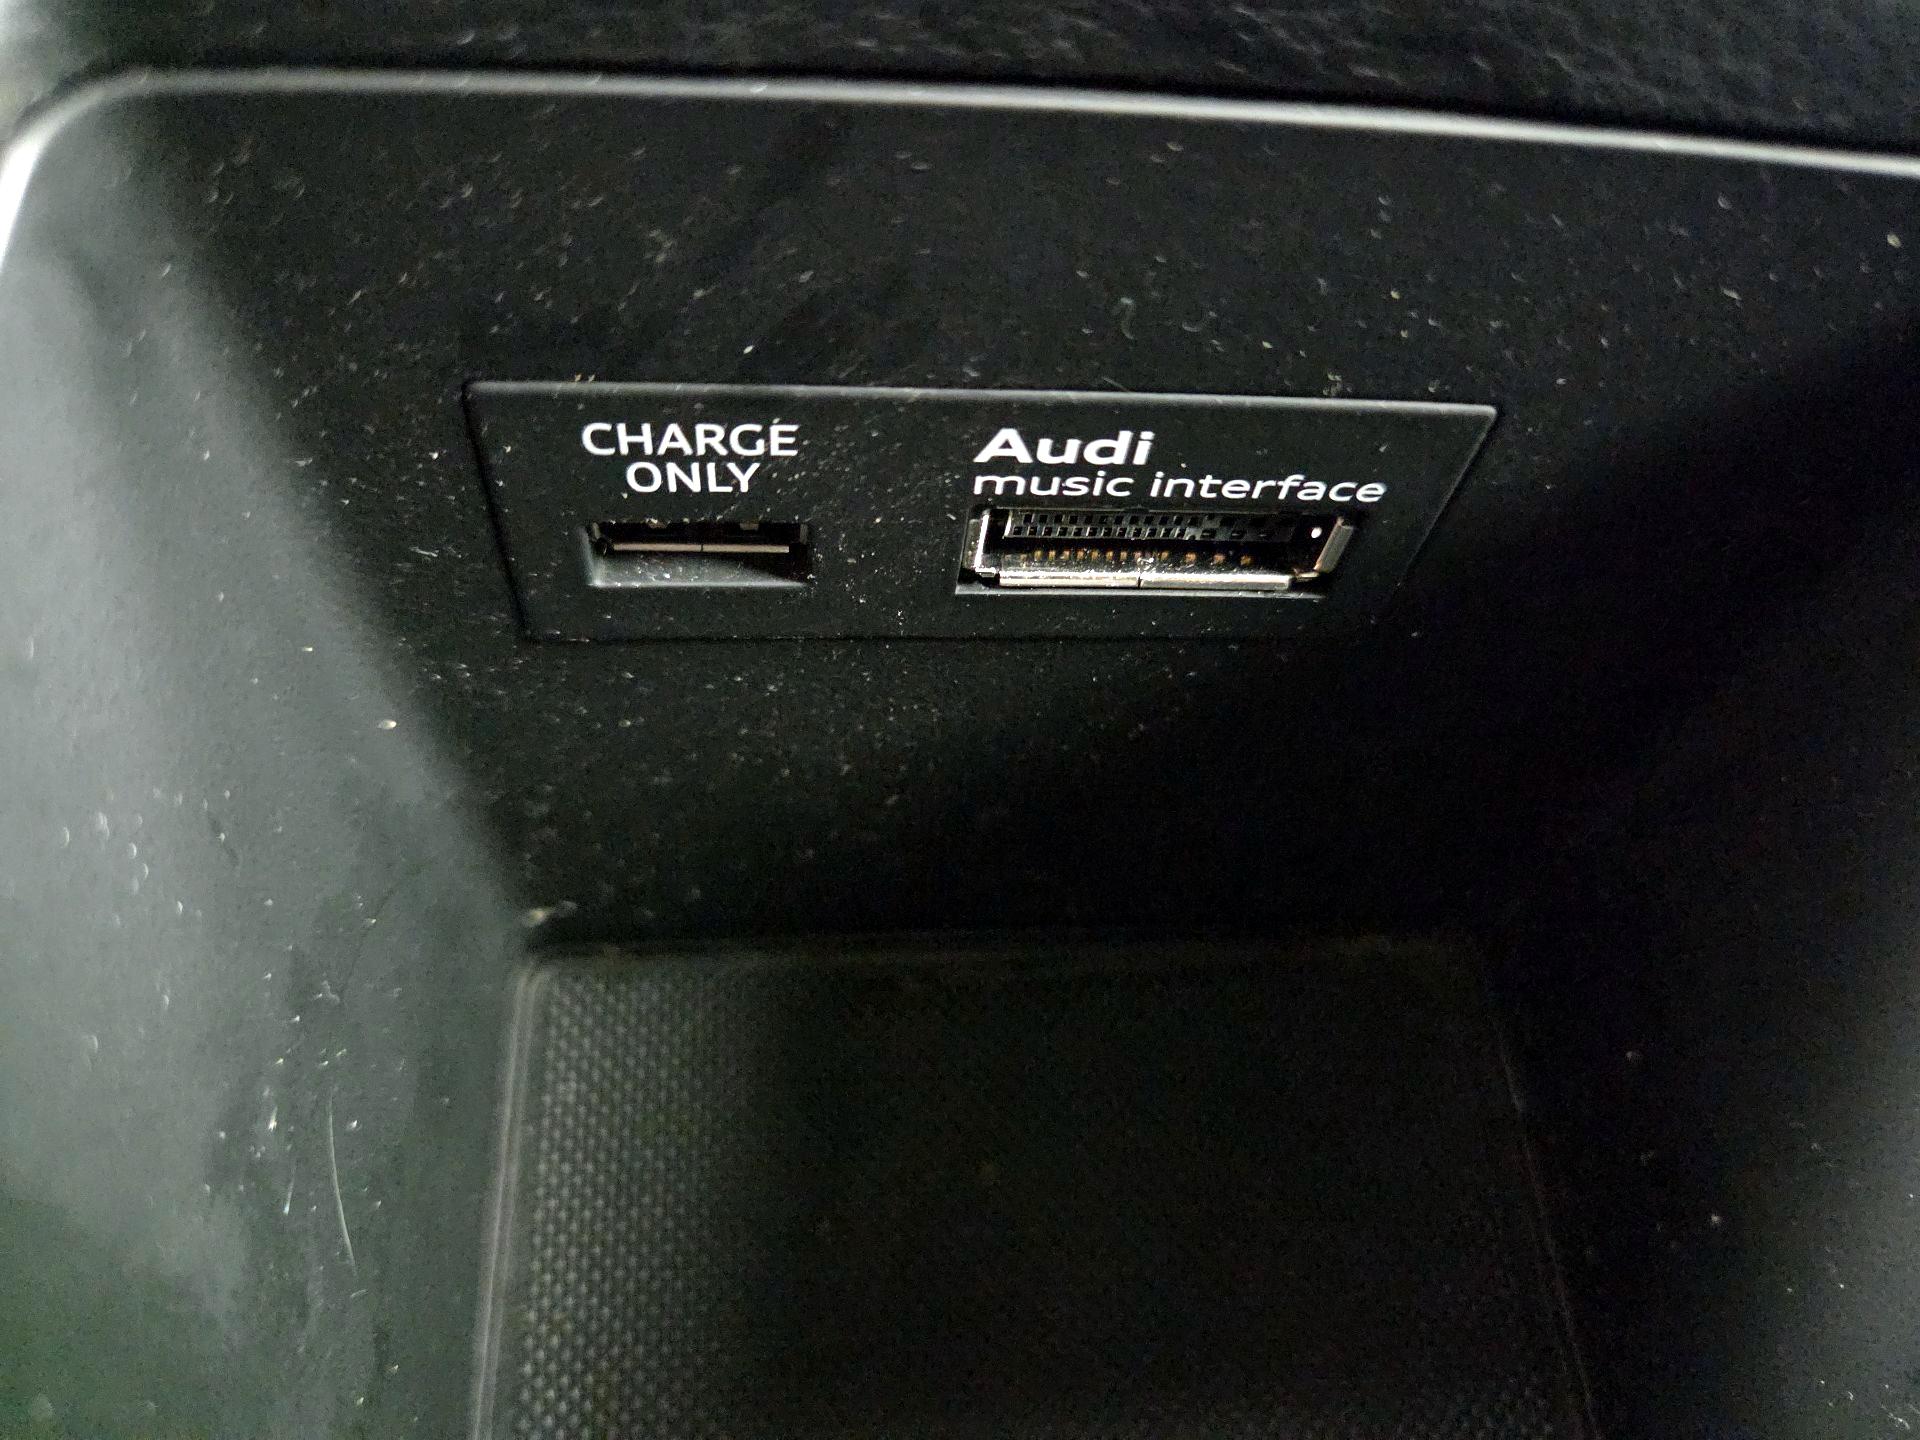 CHARGE
ONLY
Audi
music interface